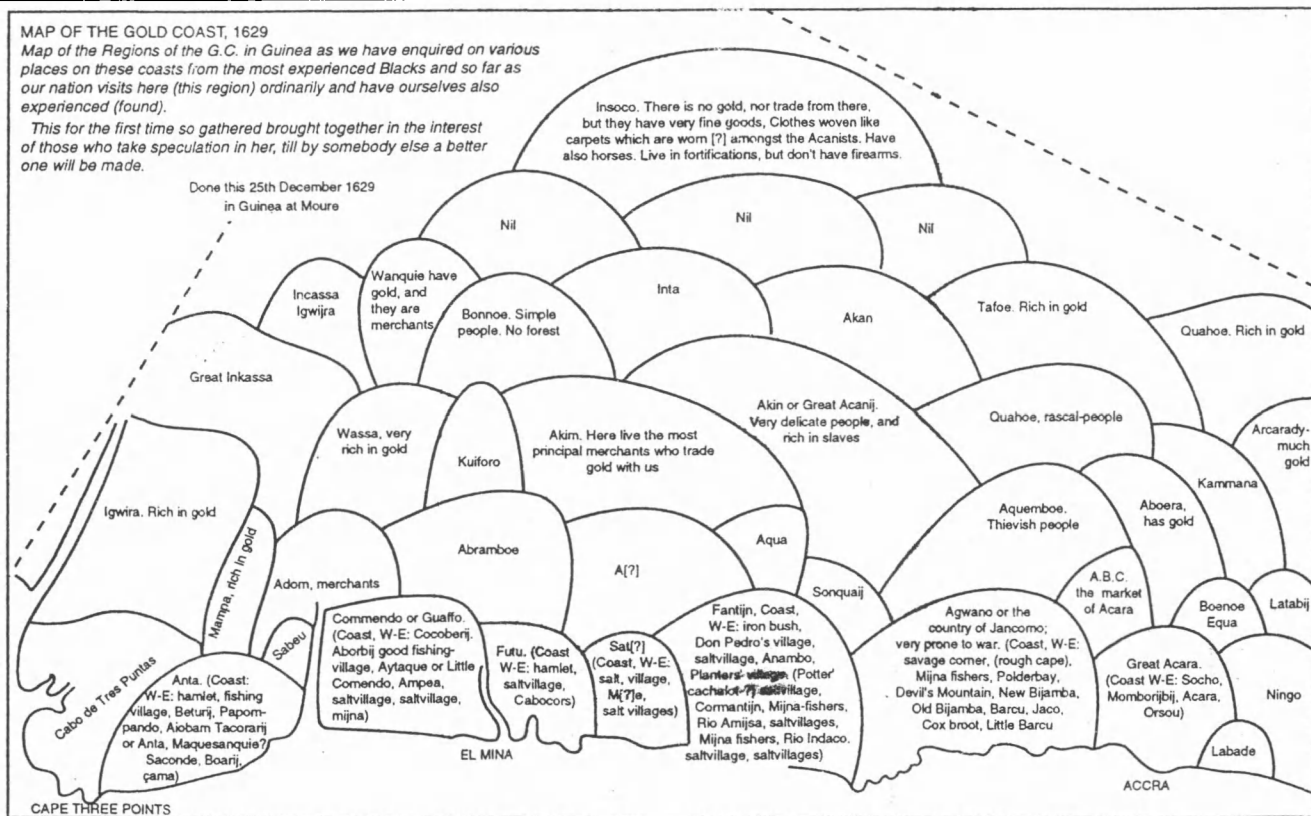 MAP OF THE GOLD COAST, 1629
Map of the Regions of the G.C. in Guinea as we have enquired on various
places on these coasts from the most experienced Blacks and so far as
our nation visits here (this region) ordinarily and have ourselves also
experienced (found).
This for the first time so gathered brought together in the interest
of those who take speculation in her, till by somebody else a better
one will be made.
Done this 25th December 1629
in Guinea at Moure
Insoco. There is no gold, nor trade from there,
but they have very fine goods, Clothes woven like
carpets which are worn [?] amongst the Acanists. Have
also horses. Live in fortifications, but don't have firearms.
Nil
Nil
Nil
Incassa
Igwijra
Wanquie have
gold, and
they are
merchants
Bonnoe. Simple
people. No forest
Inta
Akan
Tafoe. Rich in gold
Quahoe. Rich in gold
Great Inkassa
Wassa, very
rich in gold
Kuiforo
Akim. Here live the most
principal merchants who trade
gold with us
Akin or Great Acanij.
Very delicate people, and
rich in slaves
Quahoe, rascal-people
Arcarady-
much
gold
Kammana
Igwira. Rich in gold
Mampa, rich in gold
Adom, merchants
Abramboe
A[?]
Aqua
Sonquaij
Aquemboe.
Thievish people
Aboera,
has gold
A.B.C.
the market
of Acara
Boenoe
Equa
Latabij
Cabo de Tres Puntas
Sabeu
Anta. (Coast:
W-E: hamlet, fishing
village, Beturij, Papom-
pando, Aiobam Tacorarij
or Anta, Maquesanquie?
Saconde, Boarij,
çama)
Commendo or Guaffo.
(Coast, W-E: Cocoberij.
Aborbij good fishing-
village, Aytaque or Little
Comendo, Ampea,
saltvillage, saltvillage,
mijna)
Futu. (Coast
W-E: hamlet,
saltvillage,
Cabocors)
Sat[?]
(Coast, W-E:
salt, village,
M[?]e,
salt villages)
Fantijn, Coast,
W-E: iron bush,
Don Pedro's village,
saltvillage, Anambo,
Planters' village (Potter'
cachalot-?) saltvillage,
Cormantijn, Mijna-fishers,
Rio Amijsa, saltvillages,
Mijna fishers, Rio Indaco.
saltvillage, saltvillages)
Agwano or the
country of Jancomo;
very prone to war. (Coast, W-E:
savage corner, (rough cape).
Mijna fishers, Polderbay,
Devil's Mountain, New Bijamba,
Old Bijamba, Barcu, Jaco,
Cox broot, Little Barcu
Great Acara.
(Coast W-E: Socho,
Momborijbij, Acara,
Orsou)
Ningo
Labade
EL MINA
ACCRA
CAPE THREE POINTS